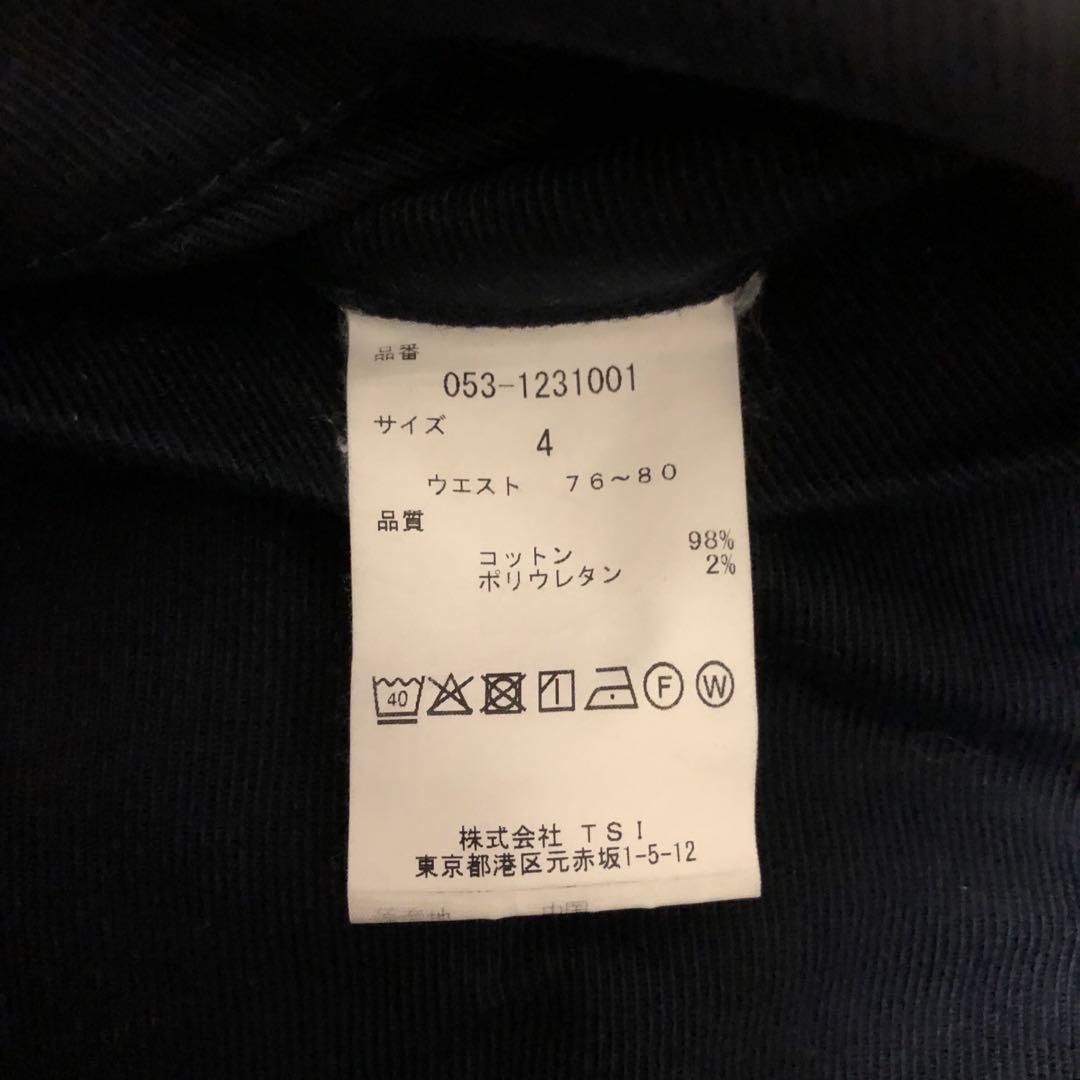 品番
053-1231001
サイズ
4
ウエスト 76~80
品質
コットン 98%
ポリウレタン 2%
40 F W
株式会社 TSI
東京都港区元赤坂1-5-12